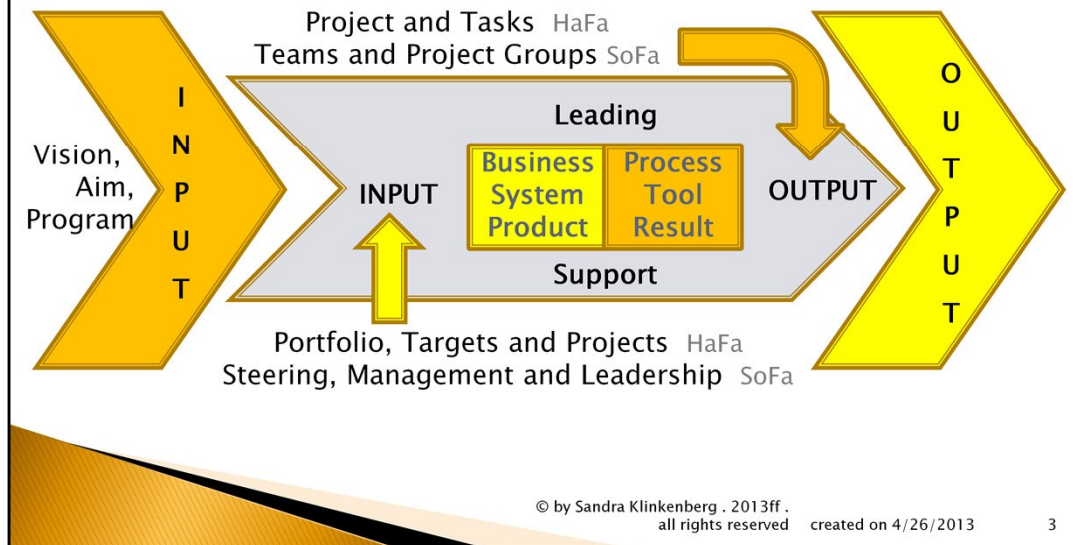 Project and Tasks HaFa
Teams and Project Groups SoFa
INPUT
Vision,
Aim,
Program
Leading
Business
System
Product
Process
Tool
Result
INPUT
OUTPUT
Support
Portfolio, Targets and Projects HaFa
Steering, Management and Leadership SoFa
OUTPUT
© by Sandra Klinkenberg . 2013ff .
all rights reserved created on 4/26/2013 3